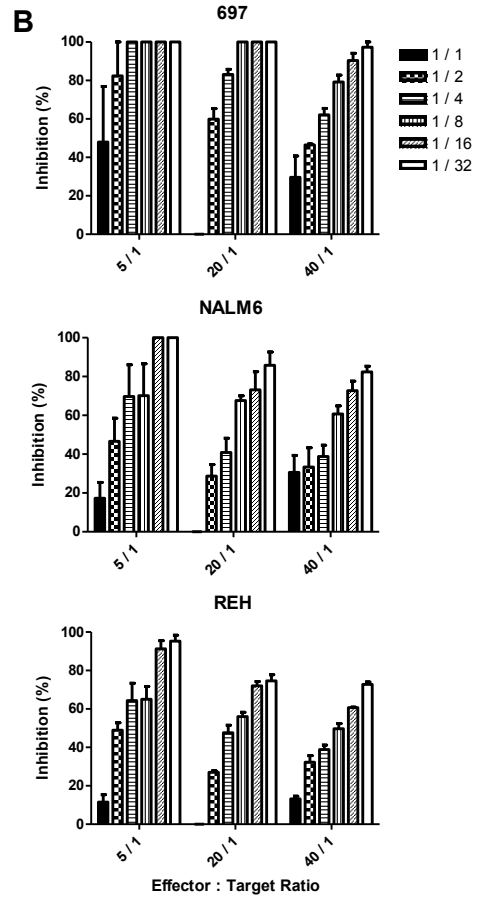 B
697
Inhibition (%)
100
80
60
40
20
0
5 / 1
20 / 1
40 / 1
1 / 1
1 / 2
1 / 4
1 / 8
1 / 16
1 / 32
NALM6
Inhibition (%)
100
80
60
40
20
0
5 / 1
20 / 1
40 / 1
REH
Inhibition (%)
100
80
60
40
20
0
5 / 1
20 / 1
40 / 1
Effector : Target Ratio